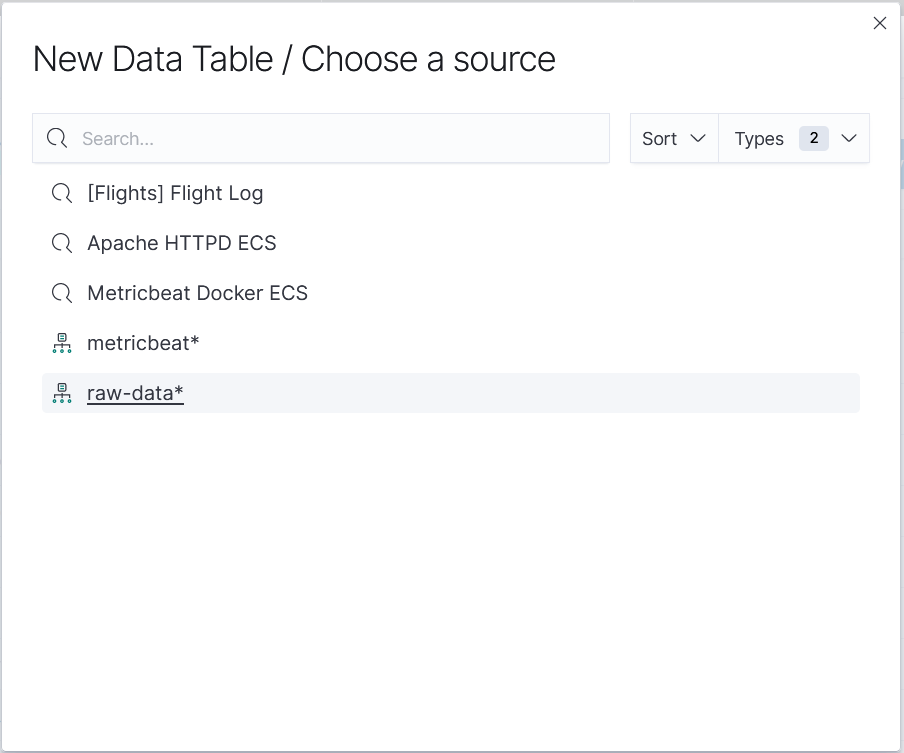 New Data Table / Choose a source
Search...
Sort
Types 2
[Flights] Flight Log
Apache HTTPD ECS
Metricbeat Docker ECS
metricbeat*
raw-data*